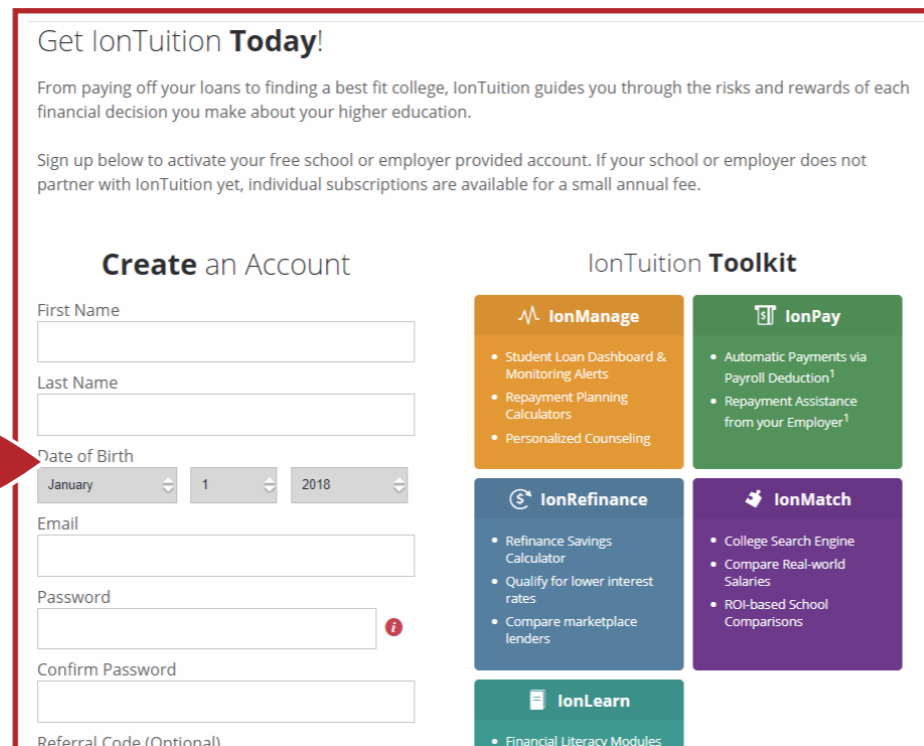 Get IonTuition Today!
From paying off your loans to finding a best fit college, IonTuition guides you through the risks and rewards of each
financial decision you make about your higher education.
Sign up below to activate your free school or employer provided account. If your school or employer does not
partner with IonTuition yet, individual subscriptions are available for a small annual fee.
Create an Account
First Name
Last Name
Date of Birth
January 1 2018
Email
Password
Confirm Password
Referral Code (Optional)
IonTuition Toolkit
IonManage
• Student Loan Dashboard &
Monitoring Alerts
• Repayment Planning
Calculators
• Personalized Counseling
IonPay
• Automatic Payments via
Payroll Deduction1
• Repayment Assistance
from your Employer1
IonRefinance
• Refinance Savings
Calculator
• Qualify for lower interest
rates
• Compare marketplace
lenders
IonMatch
• College Search Engine
• Compare Real-world
Salaries
• ROI-based School
Comparisons
IonLearn
• Financial Literacy Modules